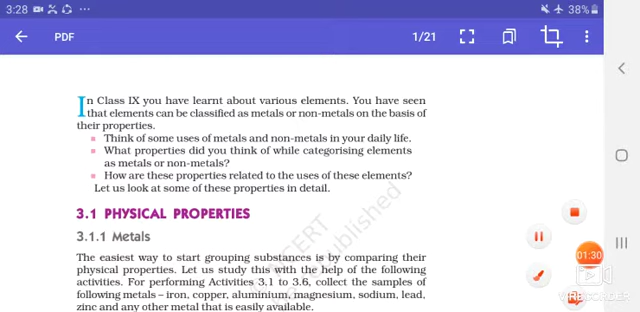 3:28
38%
PDF
1/21
In Class IX you have learnt about various elements. You have seen
that elements can be classified as metals or non-metals on the basis of
their properties.
Think of some uses of metals and non-metals in your daily life.
What properties did you think of while categorising elements
as metals or non-metals?
How are these properties related to the uses of these elements?
Let us look at some of these properties in detail.
3.1 PHYSICAL PROPERTIES
3.1.1 Metals
The easiest way to start grouping substances is by comparing their
physical properties. Let us study this with the help of the following
activities. For performing Activities 3.1 to 3.6, collect the samples of
following metals – iron, copper, aluminium, magnesium, sodium, lead,
zinc and any other metal that is easily available.
01:30